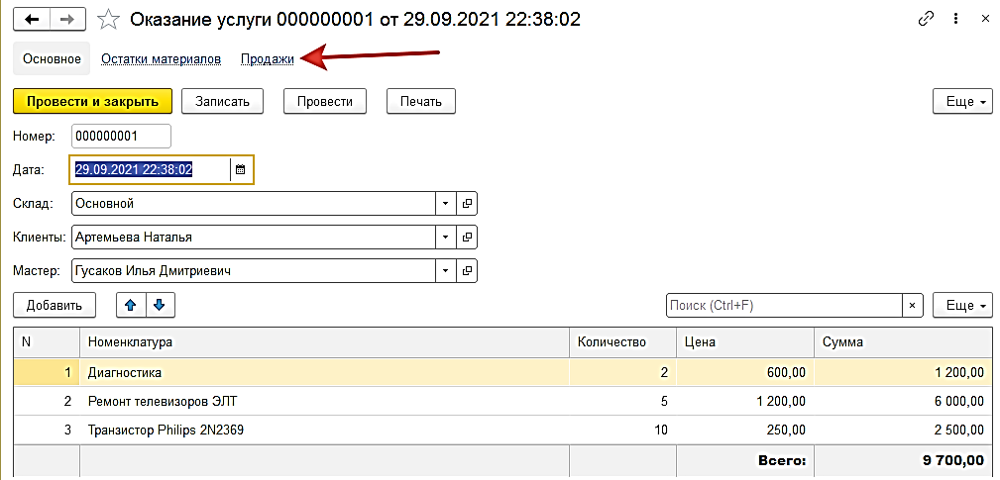 Оказание услуги 000000001 от 29.09.2021 22:38:02
Основное Остатки материалов Продажи
Провести и закрыть Записать Провести Печать Еще
Номер: 000000001
Дата: 29.09.2021 22:38:02
Склад: Основной
Клиенты: Артемьева Наталья
Мастер: Гусаков Илья Дмитриевич
Добавить Поиск (Ctrl+F) Еще
N Номенклатура Количество Цена Сумма
1 Диагностика 2 600,00 1 200,00
2 Ремонт телевизоров ЭЛТ 5 1 200,00 6 000,00
3 Транзистор Philips 2N2369 10 250,00 2 500,00
Всего: 9 700,00